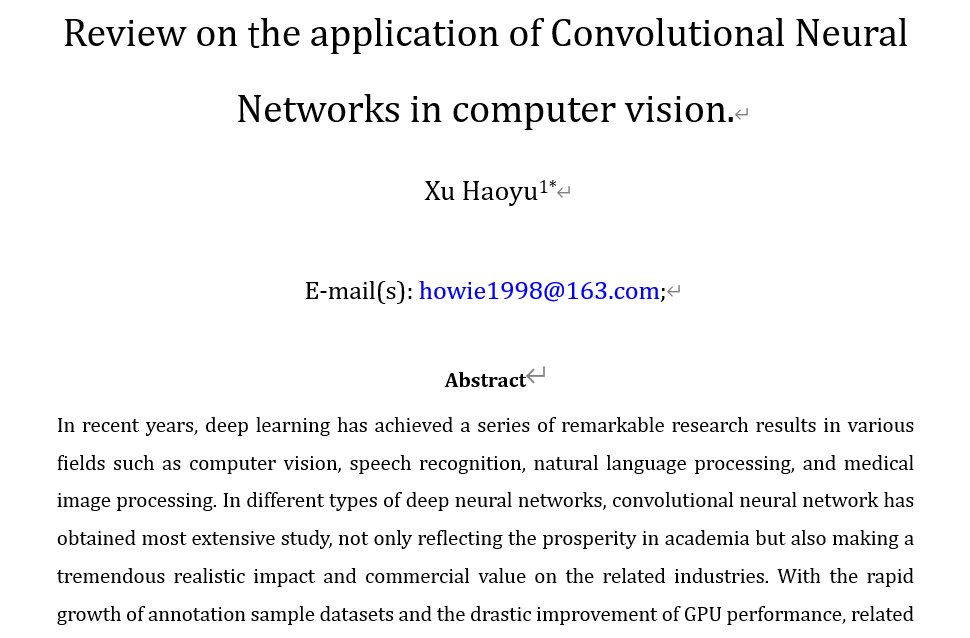 Review on the application of Convolutional Neural
Networks in computer vision.
Xu Haoyu1*
E-mail(s): howie1998@163.com;
Abstract
In recent years, deep learning has achieved a series of remarkable research results in various
fields such as computer vision, speech recognition, natural language processing, and medical
image processing. In different types of deep neural networks, convolutional neural network has
obtained most extensive study, not only reflecting the prosperity in academia but also making a
tremendous realistic impact and commercial value on the related industries. With the rapid
growth of annotation sample datasets and the drastic improvement of GPU performance, related